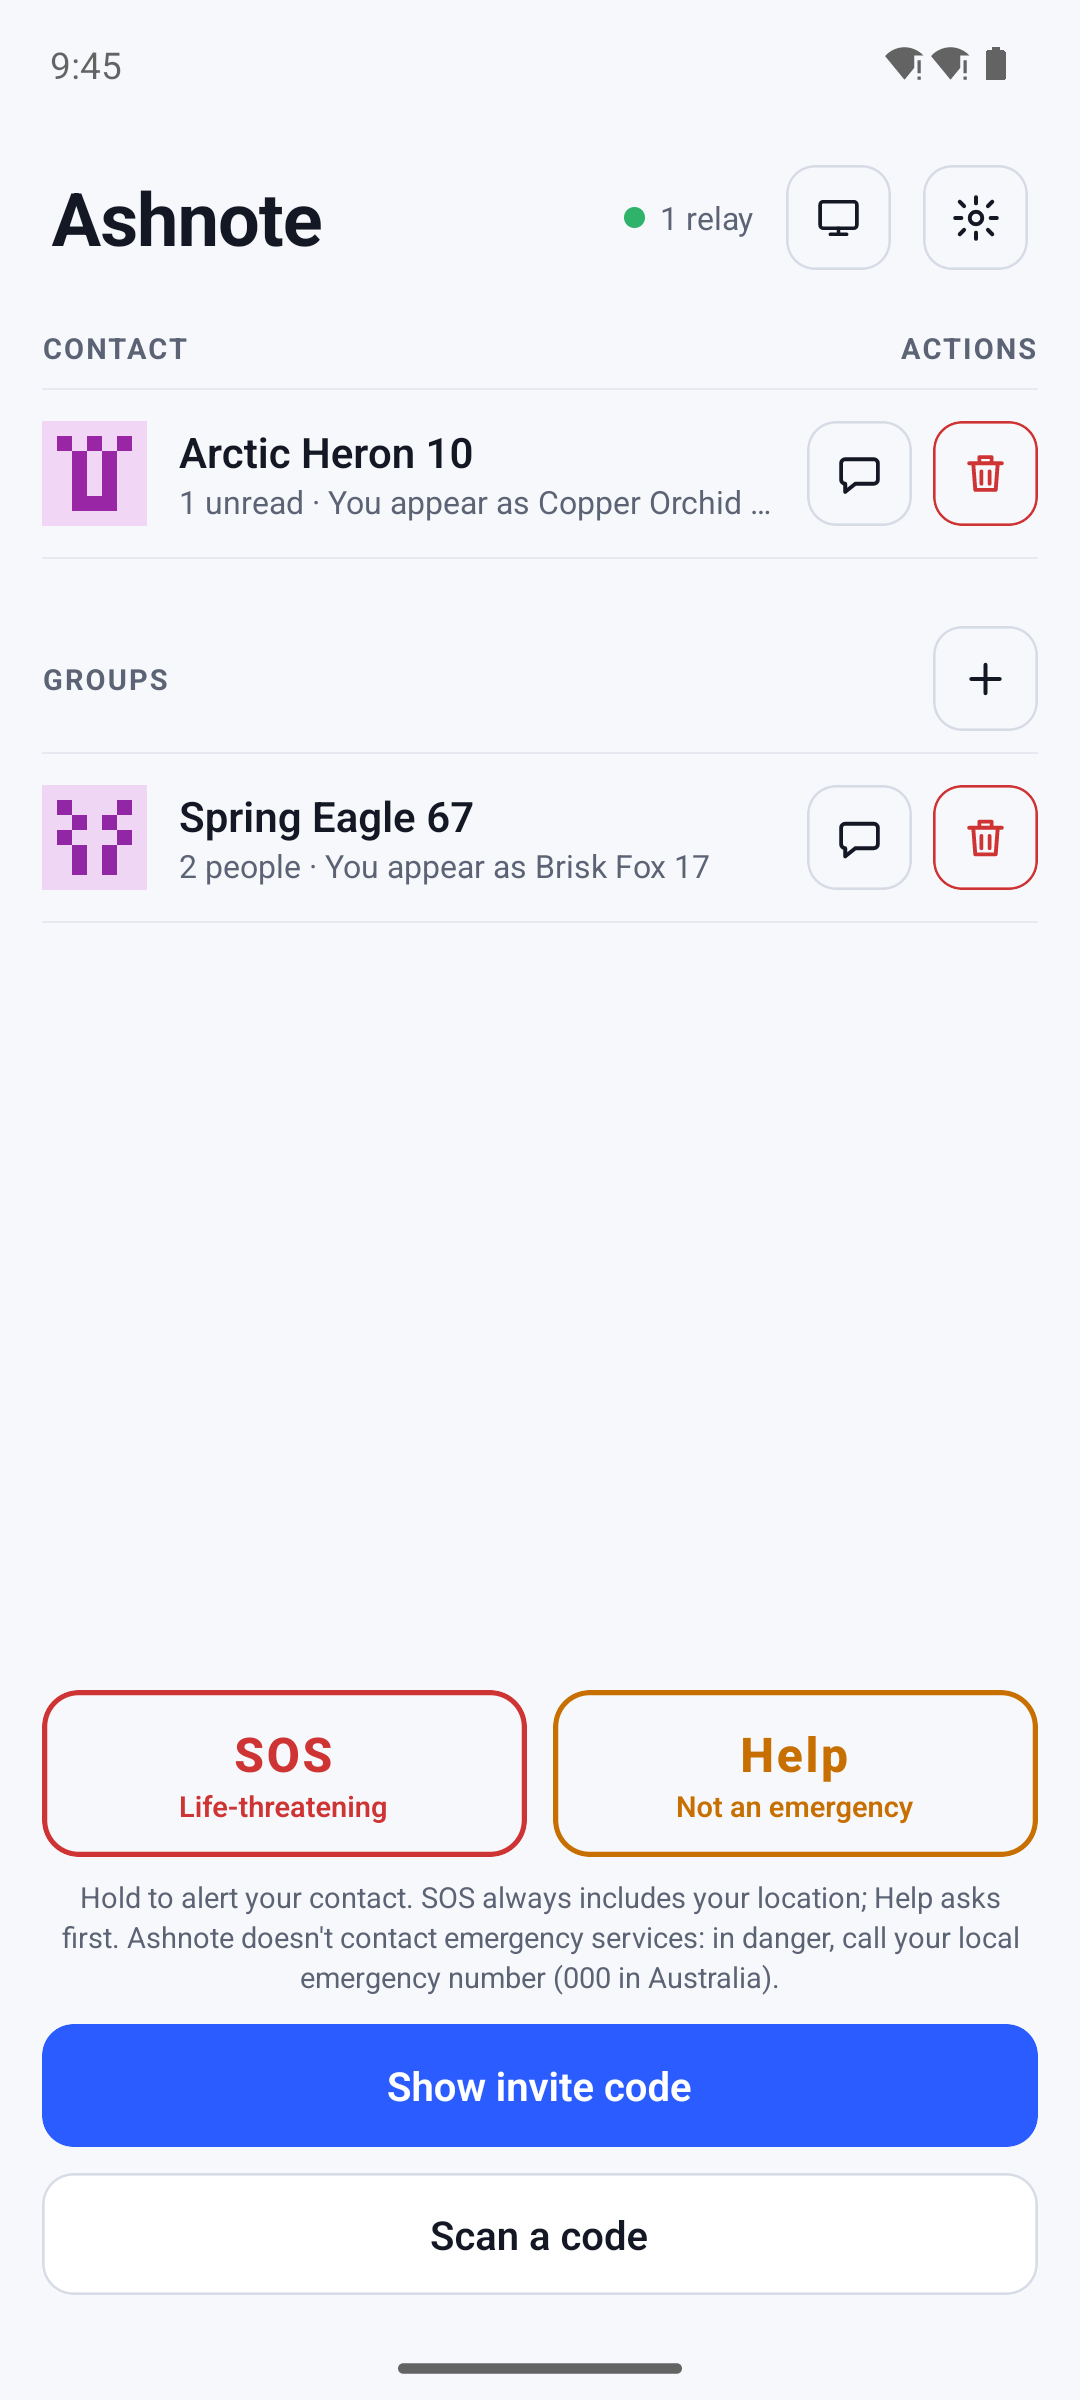 9:45
Ashnote
1 relay
CONTACT
ACTIONS
Arctic Heron 10
1 unread · You appear as Copper Orchid ...
GROUPS
Spring Eagle 67
2 people · You appear as Brisk Fox 17
SOS
Life-threatening
Help
Not an emergency
Hold to alert your contact. SOS always includes your location; Help asks
first. Ashnote doesn't contact emergency services: in danger, call your local
emergency number (000 in Australia).
Show invite code
Scan a code